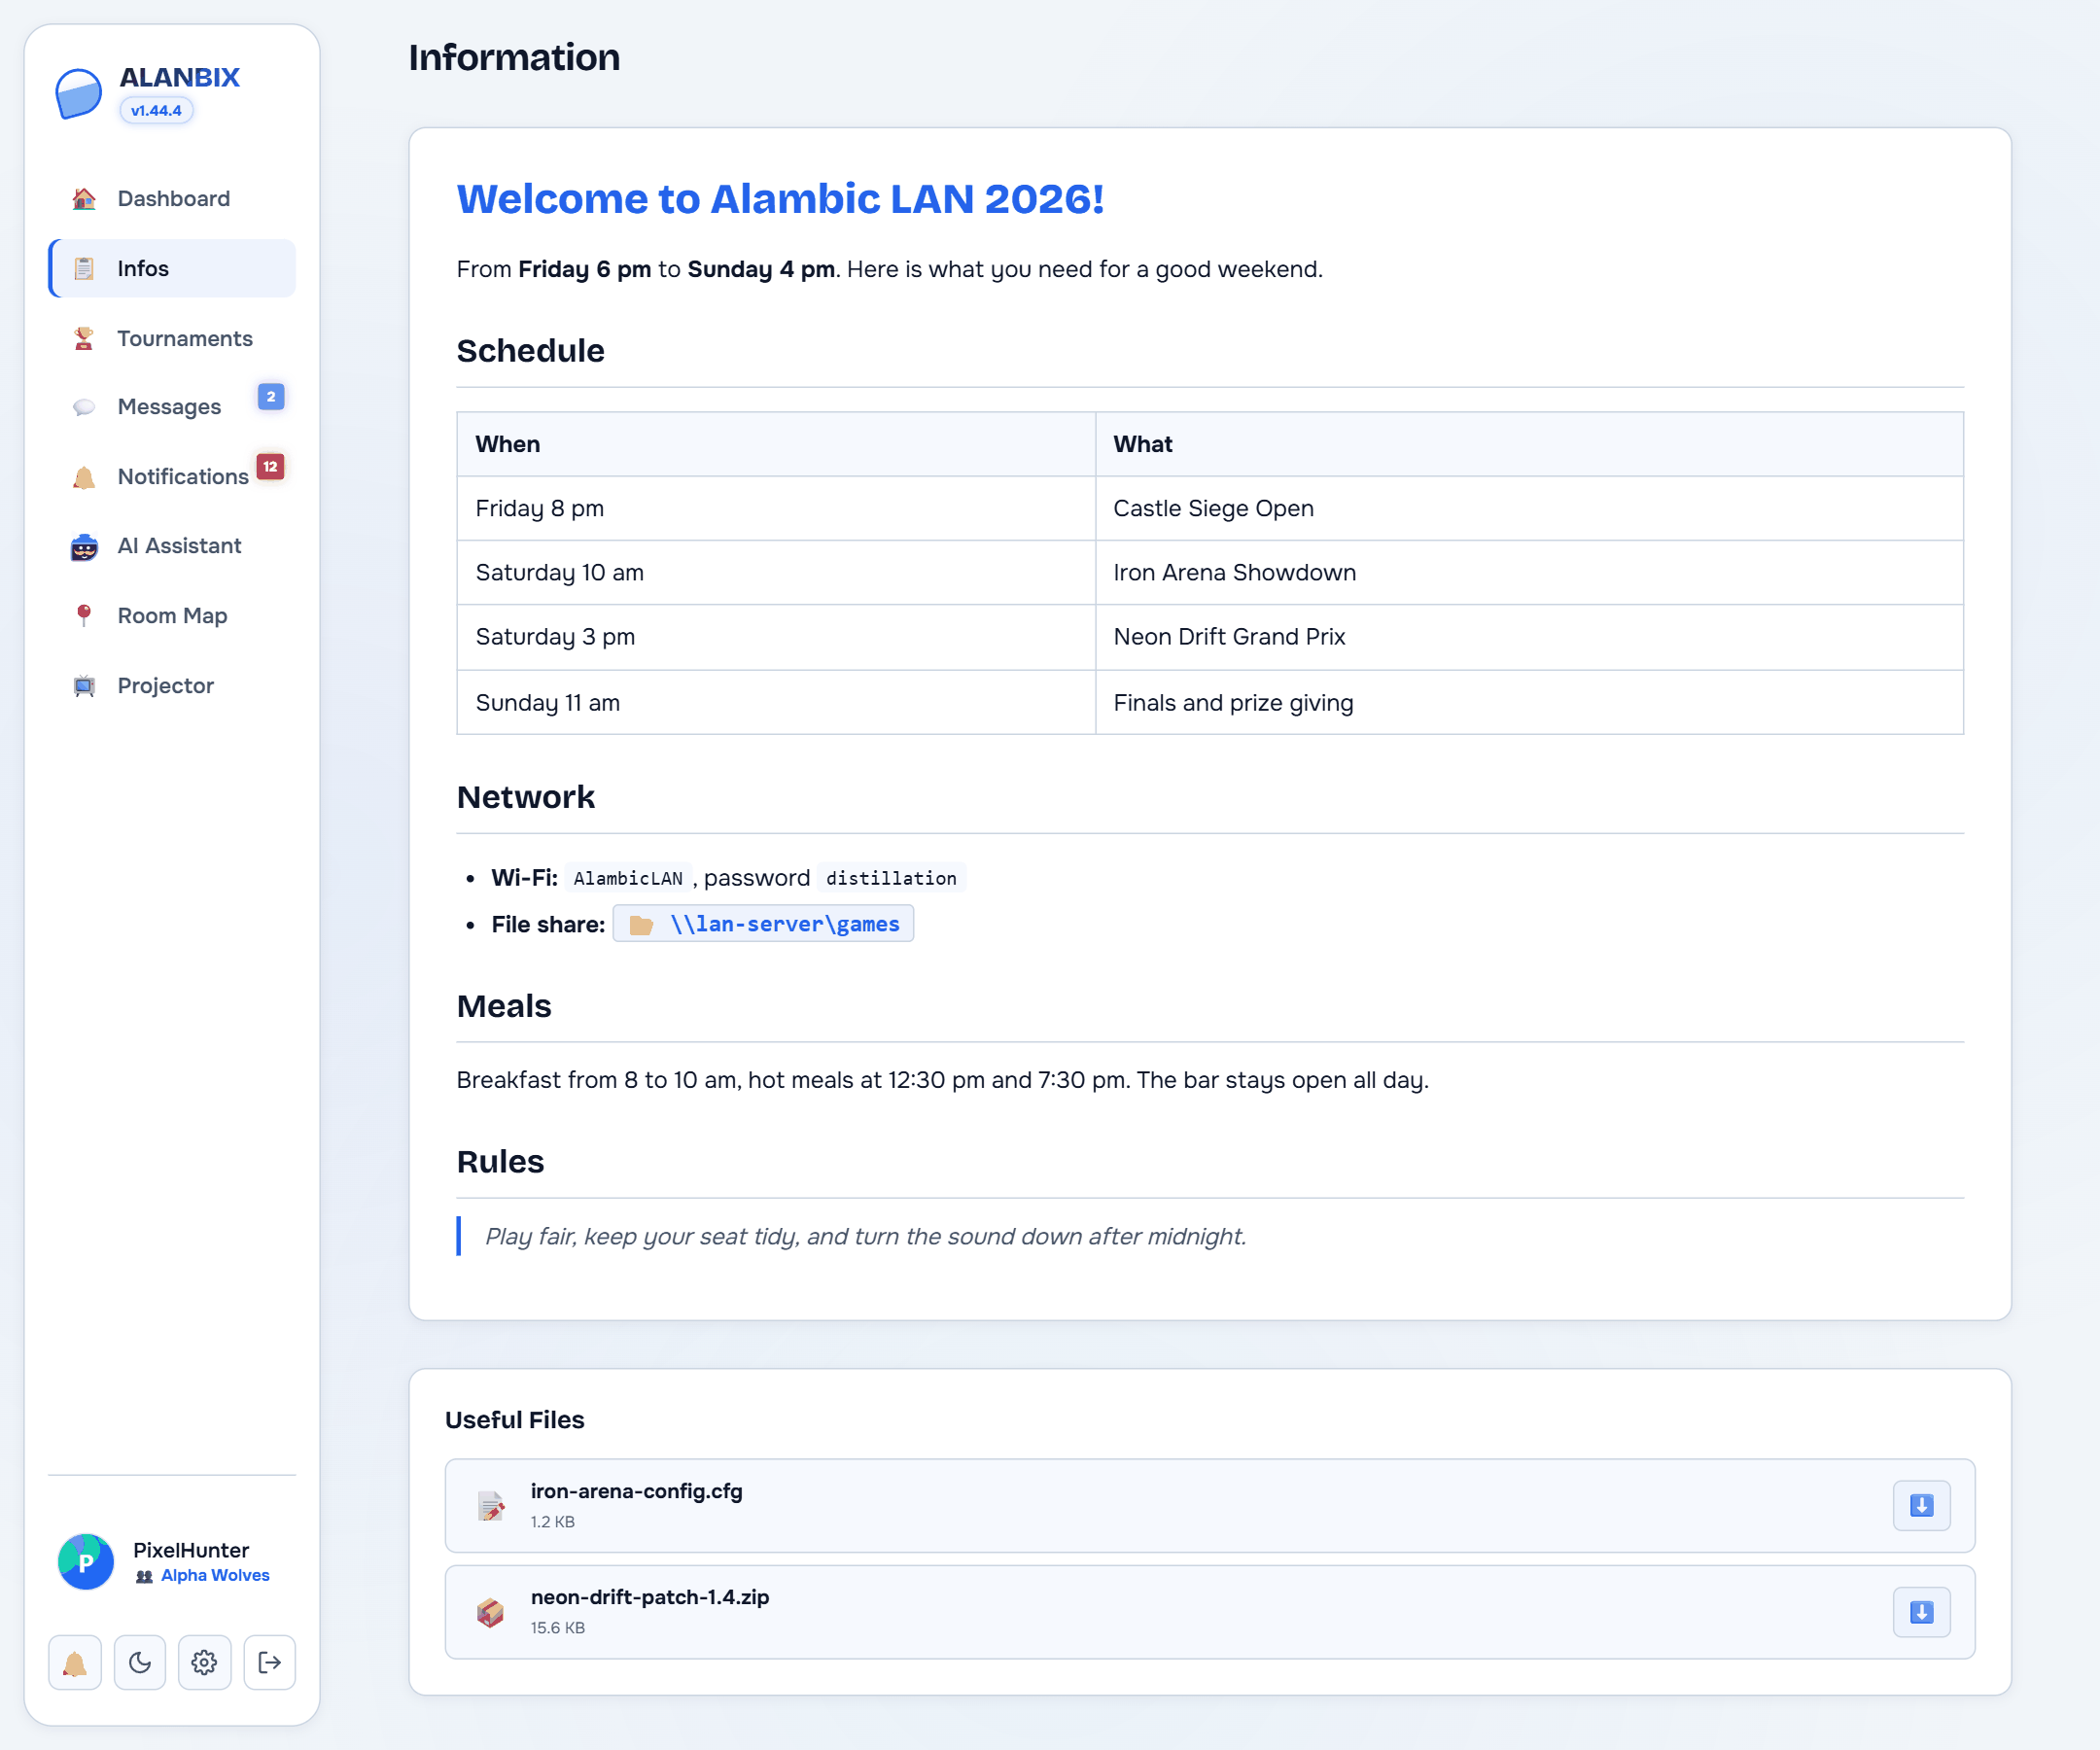 ALANBIX
v1.44.4
Dashboard
Infos
Tournaments
Messages 2
Notifications 12
AI Assistant
Room Map
Projector
P
PixelHunter
Alpha Wolves
Information
Welcome to Alambic LAN 2026!
From Friday 6 pm to Sunday 4 pm. Here is what you need for a good weekend.
Schedule
When What
Friday 8 pm Castle Siege Open
Saturday 10 am Iron Arena Showdown
Saturday 3 pm Neon Drift Grand Prix
Sunday 11 am Finals and prize giving
Network
• Wi-Fi: AlambicLAN, password distillation
• File share: \\lan-server\games
Meals
Breakfast from 8 to 10 am, hot meals at 12:30 pm and 7:30 pm. The bar stays open all day.
Rules
Play fair, keep your seat tidy, and turn the sound down after midnight.
Useful Files
iron-arena-config.cfg
1.2 KB
neon-drift-patch-1.4.zip
15.6 KB